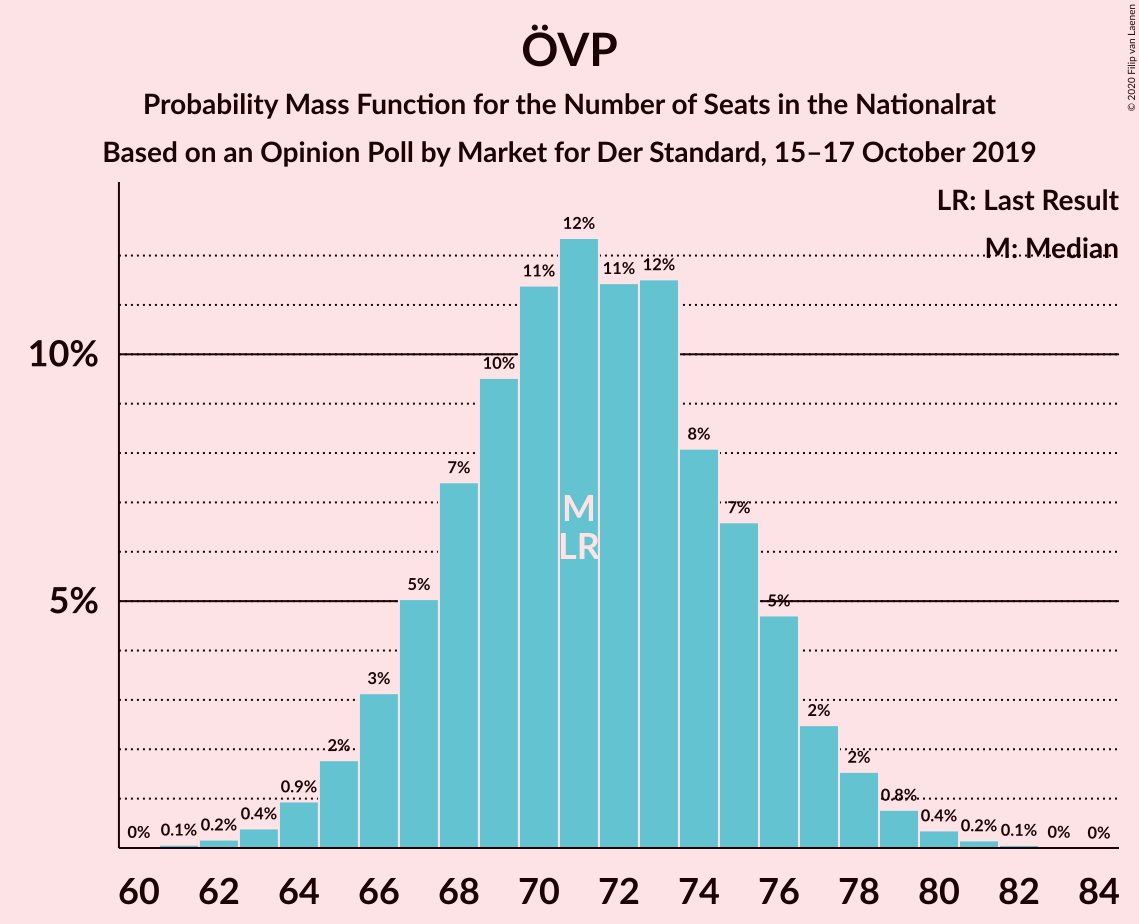 ÖVP
Probability Mass Function for the Number of Seats in the Nationalrat
Based on an Opinion Poll by Market for Der Standard, 15–17 October 2019
© 2020 Filip van Laenen
LR: Last Result
M: Median
10%
5%
0% 0.1% 0.2% 0.4% 0.9% 2% 3% 5% 7% 10% 11% 12% 11% 12% 8% 7% 5% 2% 2% 0.8% 0.4% 0.2% 0.1% 0% 0%
M
LR
60 62 64 66 68 70 72 74 76 78 80 82 84